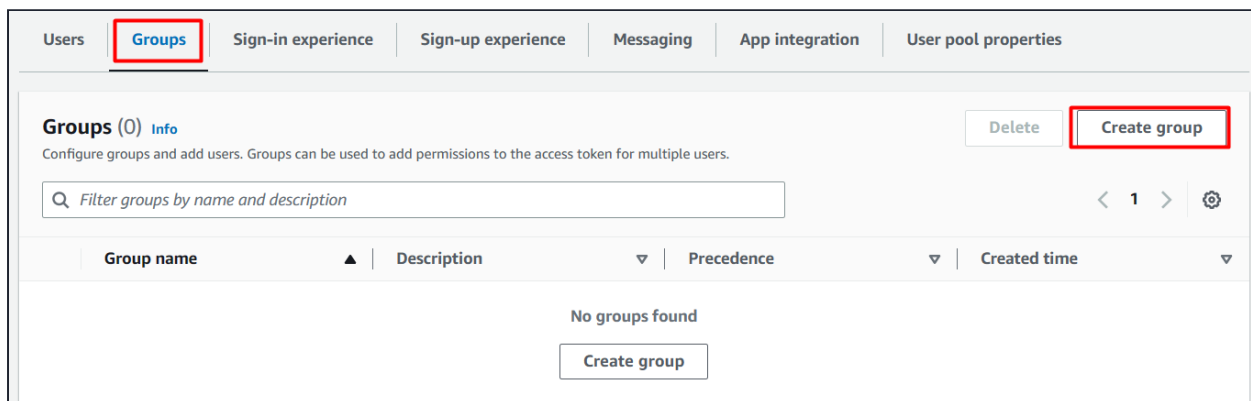 Users Groups Sign-in experience Sign-up experience Messaging App integration User pool properties
Groups (0) Info Delete Create group
Configure groups and add users. Groups can be used to add permissions to the access token for multiple users.
Filter groups by name and description 1
Group name Description Precedence Created time
No groups found
Create group